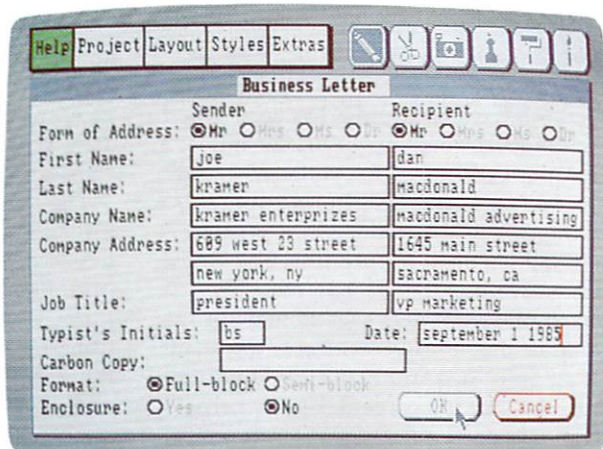 Help Project Layout Styles Extras
Business Letter
Sender Recipient
Form of Address: Mr Mrs Ms Dr Mr Mrs Ms Dr
First Name: joe dan
Last Name: kramer macdonald
Company Name: kramer enterprizes macdonald advertising
Company Address: 609 west 23 street 1645 main street
new york, ny sacramento, ca
Job Title: president vp marketing
Typist's Initials: bs Date: september 1 1985
Carbon Copy:
Format: Full-block Semi-block
Enclosure: Yes No OK Cancel